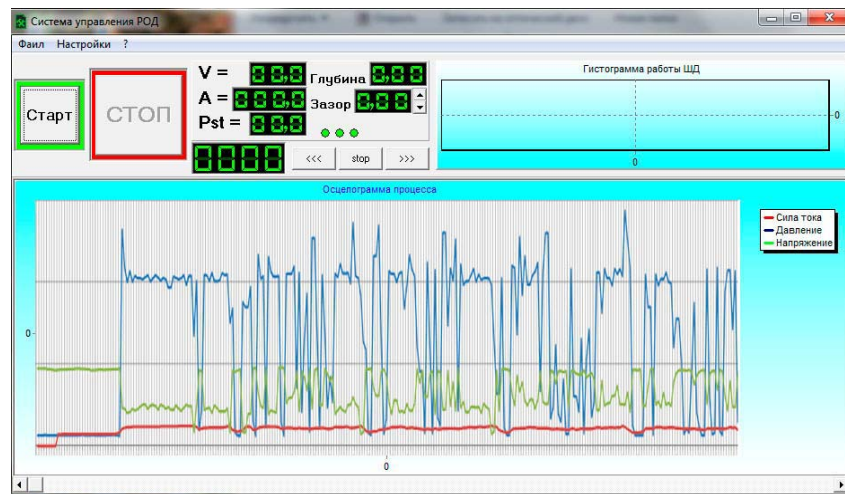 Система управления РОД
Фаил Настройки ?
Старт
СТОП
V =
A =
Pst =
Глубина
Зазор
<<< stop >>>
Гистограмма работы ШД
0
0
Осцелограмма процесса
Сила тока
Давление
Напряжение
0
0